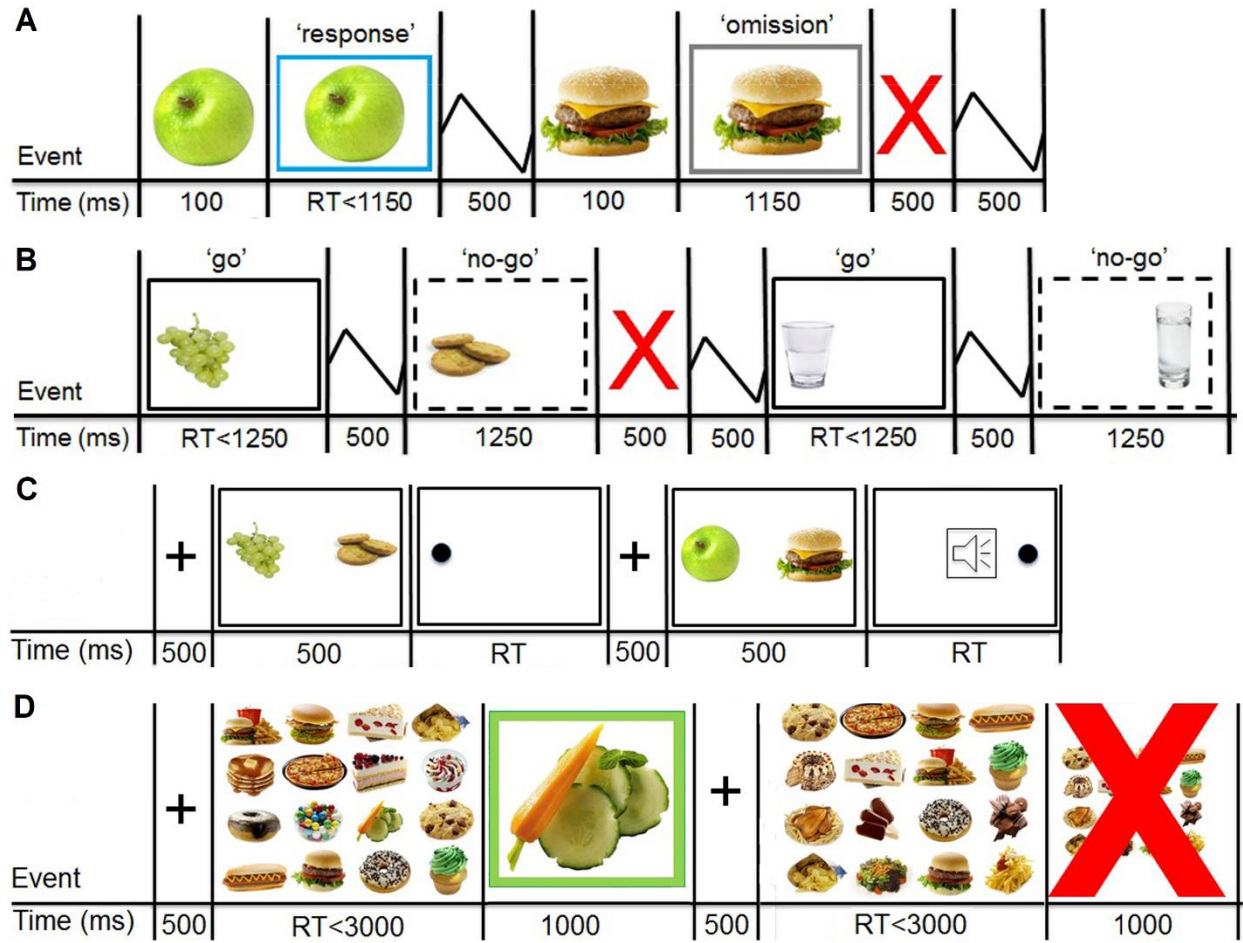 A
‘response’ ‘omission’
Event
Time (ms) 100 RT<1150 500 100 1150 500 500
B
‘go’ ‘no-go’ ‘go’ ‘no-go’
Event
Time (ms) RT<1250 500 1250 500 500 RT<1250 500 1250
C
Time (ms) 500 500 RT 500 500 RT
D
Event
Time (ms) 500 RT<3000 1000 500 RT<3000 1000